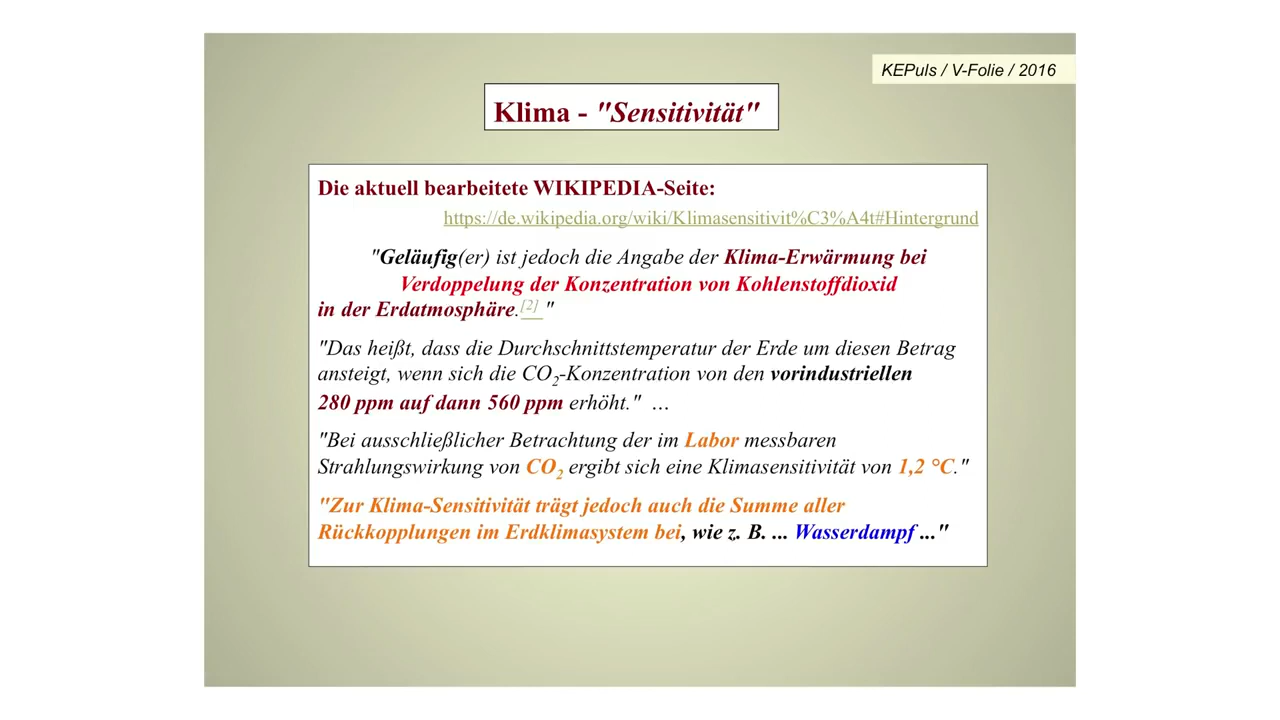 KEPuls / V-Folie / 2016
Klima - "Sensitivität"
Die aktuell bearbeitete WIKIPEDIA-Seite:
https://de.wikipedia.org/wiki/Klimasensitivit%C3%A4t#Hintergrund
"Geläufig(er) ist jedoch die Angabe der Klima-Erwärmung bei
Verdoppelung der Konzentration von Kohlenstoffdioxid
in der Erdatmosphäre.[2] "
"Das heißt, dass die Durchschnittstemperatur der Erde um diesen Betrag
ansteigt, wenn sich die CO₂-Konzentration von den vorindustriellen
280 ppm auf dann 560 ppm erhöht." …
"Bei ausschließlicher Betrachtung der im Labor messbaren
Strahlungswirkung von CO₂ ergibt sich eine Klimasensitivität von 1,2 °C."
"Zur Klima-Sensitivität trägt jedoch auch die Summe aller
Rückkopplungen im Erdklimasystem bei, wie z. B. ... Wasserdampf ..."